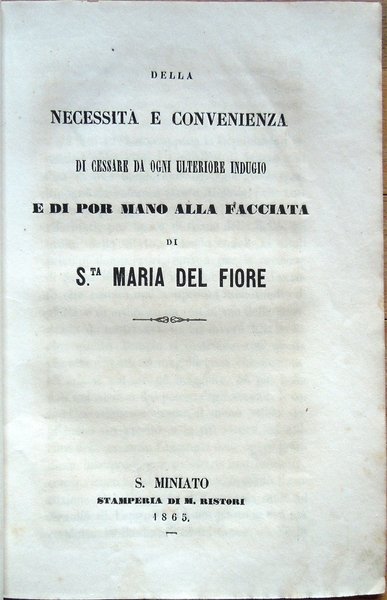 DELLA
NECESSITÀ E CONVENIENZA
DI CESSARE DA OGNI ULTERIORE INDUGIO
E DI POR MANO ALLA FACCIATA
DI
S.TA MARIA DEL FIORE
S. MINIATO
STAMPERIA DI M. RISTORI
1865.